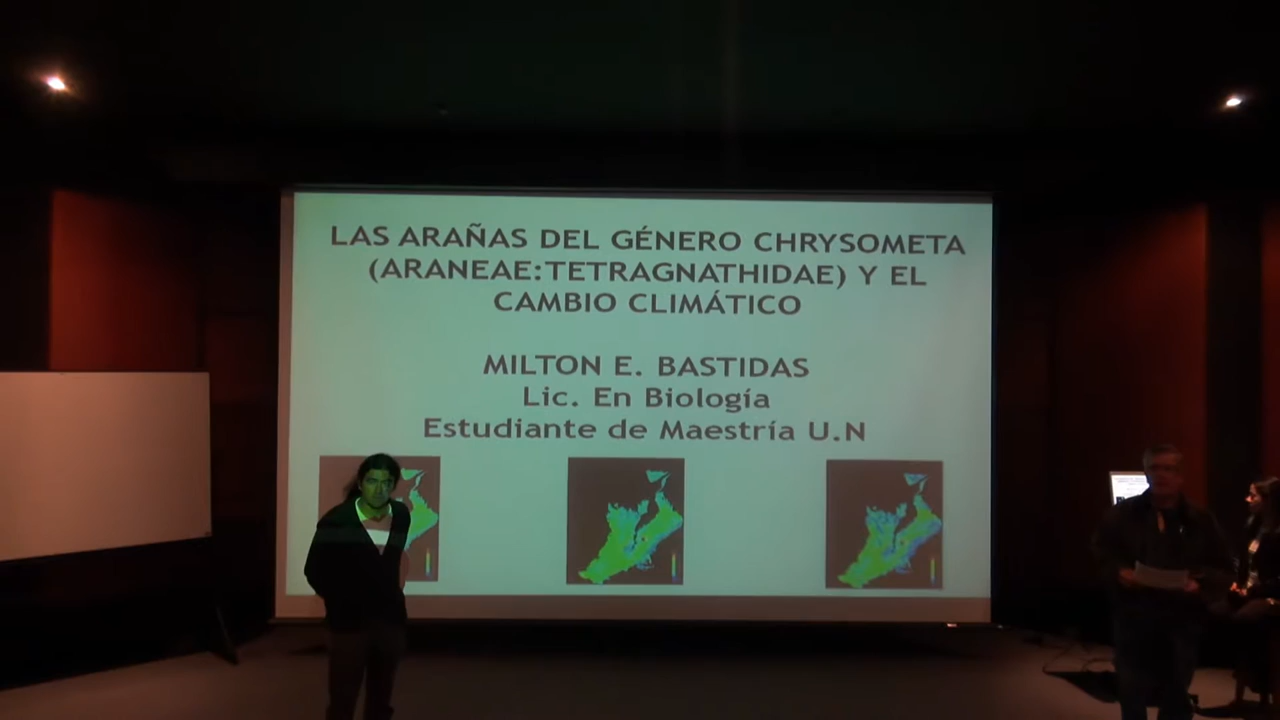 LAS ARAÑAS DEL GÉNERO CHRYSOMETA
(ARANEAE:TETRAGNATHIDAE) Y EL
CAMBIO CLIMÁTICO
MILTON E. BASTIDAS
Lic. En Biología
Estudiante de Maestría U.N